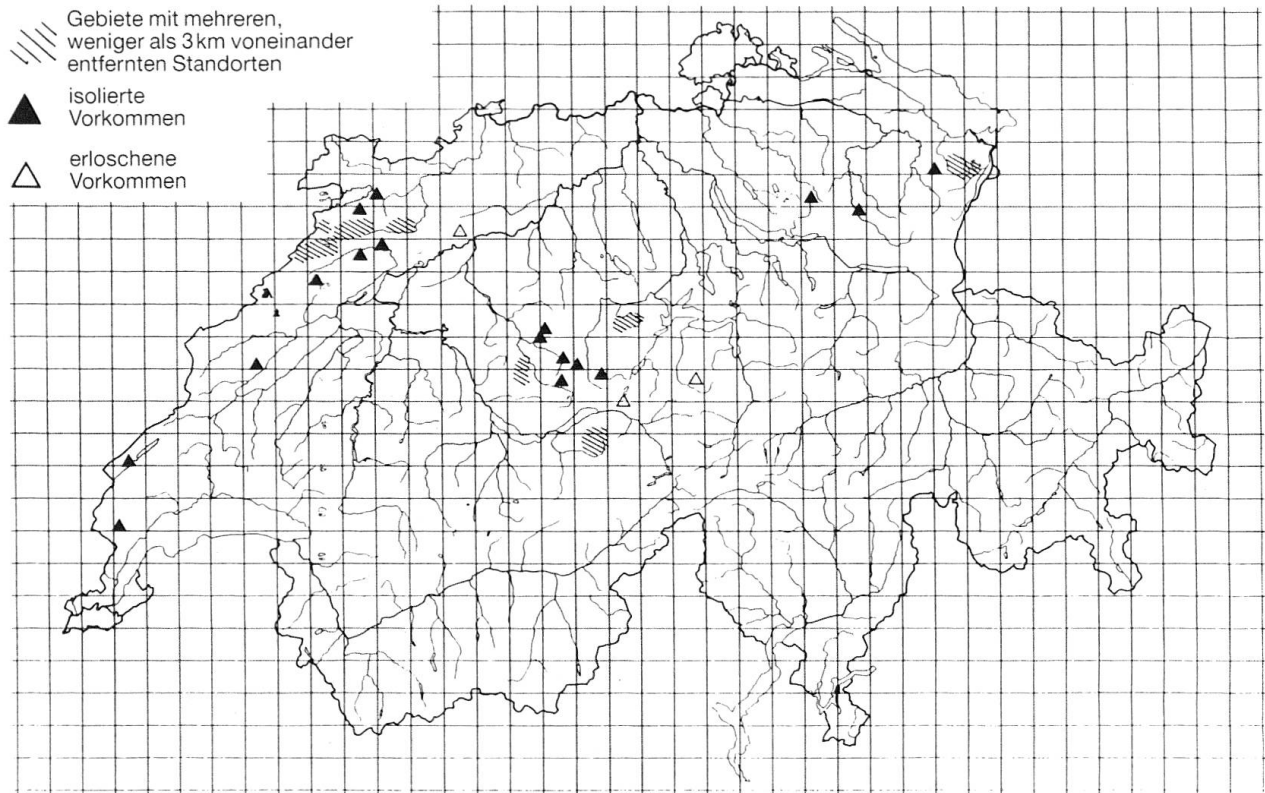 Gebiete mit mehreren,
weniger als 3 km voneinander
entfernten Standorten
isolierte
Vorkommen
erloschene
Vorkommen